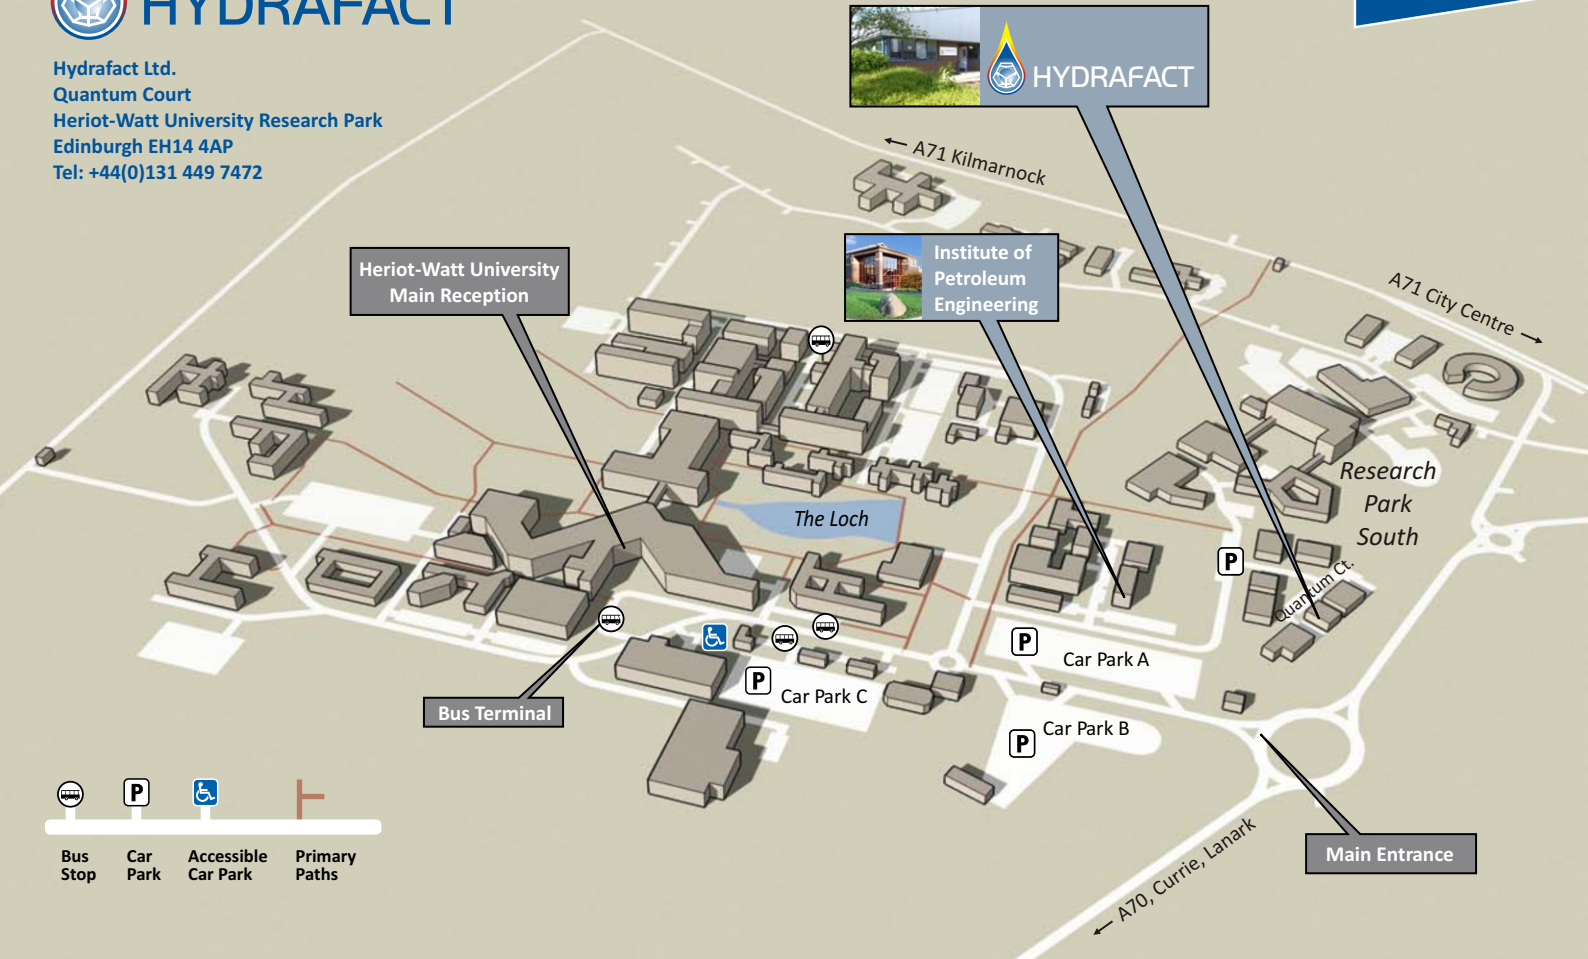 HYDRAFACT
Hydrafact Ltd.
Quantum Court
Heriot-Watt University Research Park
Edinburgh EH14 4AP
Tel: +44(0)131 449 7472
HYDRAFACT
A71 Kilmarnock
Heriot-Watt University
Main Reception
Institute of
Petroleum
Engineering
A71 City Centre
Research
Park
South
The Loch
P
Quantum Ct.
P
Car Park A
P
Car Park C
Bus Terminal
Car Park B
P
P
Bus
Stop
Car
Park
Accessible
Car Park
Primary
Paths
Main Entrance
A70, Currie, Lanark